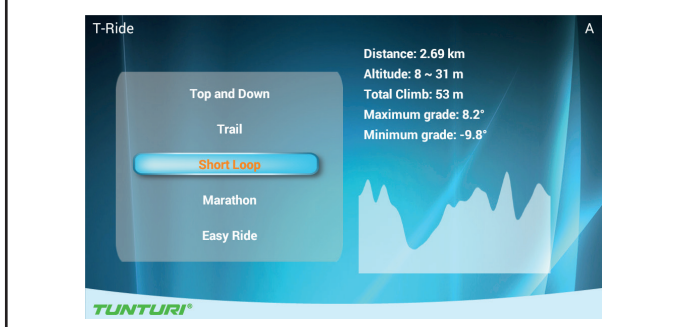 T-Ride
A
Top and Down
Trail
Short Loop
Marathon
Easy Ride
Distance: 2.69 km
Altitude: 8 ~ 31 m
Total Climb: 53 m
Maximum grade: 8.2°
Minimum grade: -9.8°
TUNTURI®